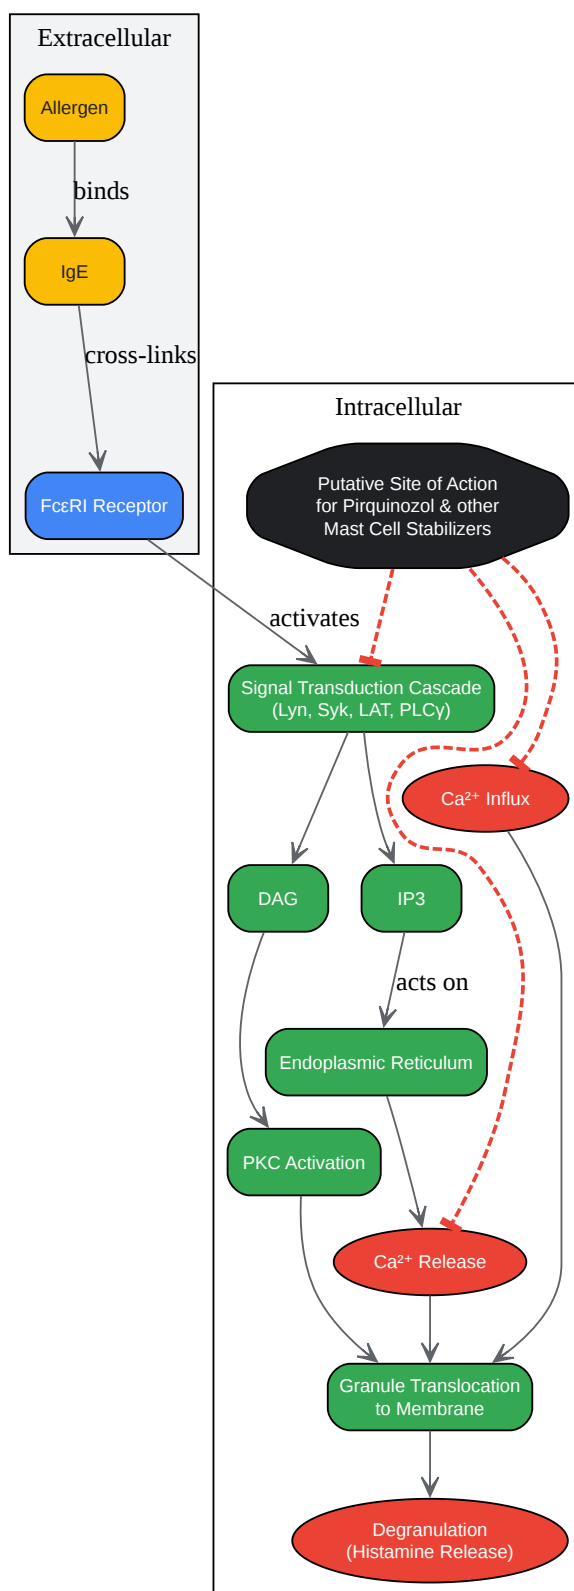 Extracellular
Allergen
binds
IgE
cross-links
FcεRI Receptor
Intracellular
Putative Site of Action
for Pirquinozol & other
Mast Cell Stabilizers
activates
Signal Transduction Cascade
(Lyn, Syk, LAT, PLCγ)
Ca²⁺ Influx
DAG
IP3
acts on
Endoplasmic Reticulum
PKC Activation
Ca²⁺ Release
Granule Translocation
to Membrane
Degranulation
(Histamine Release)